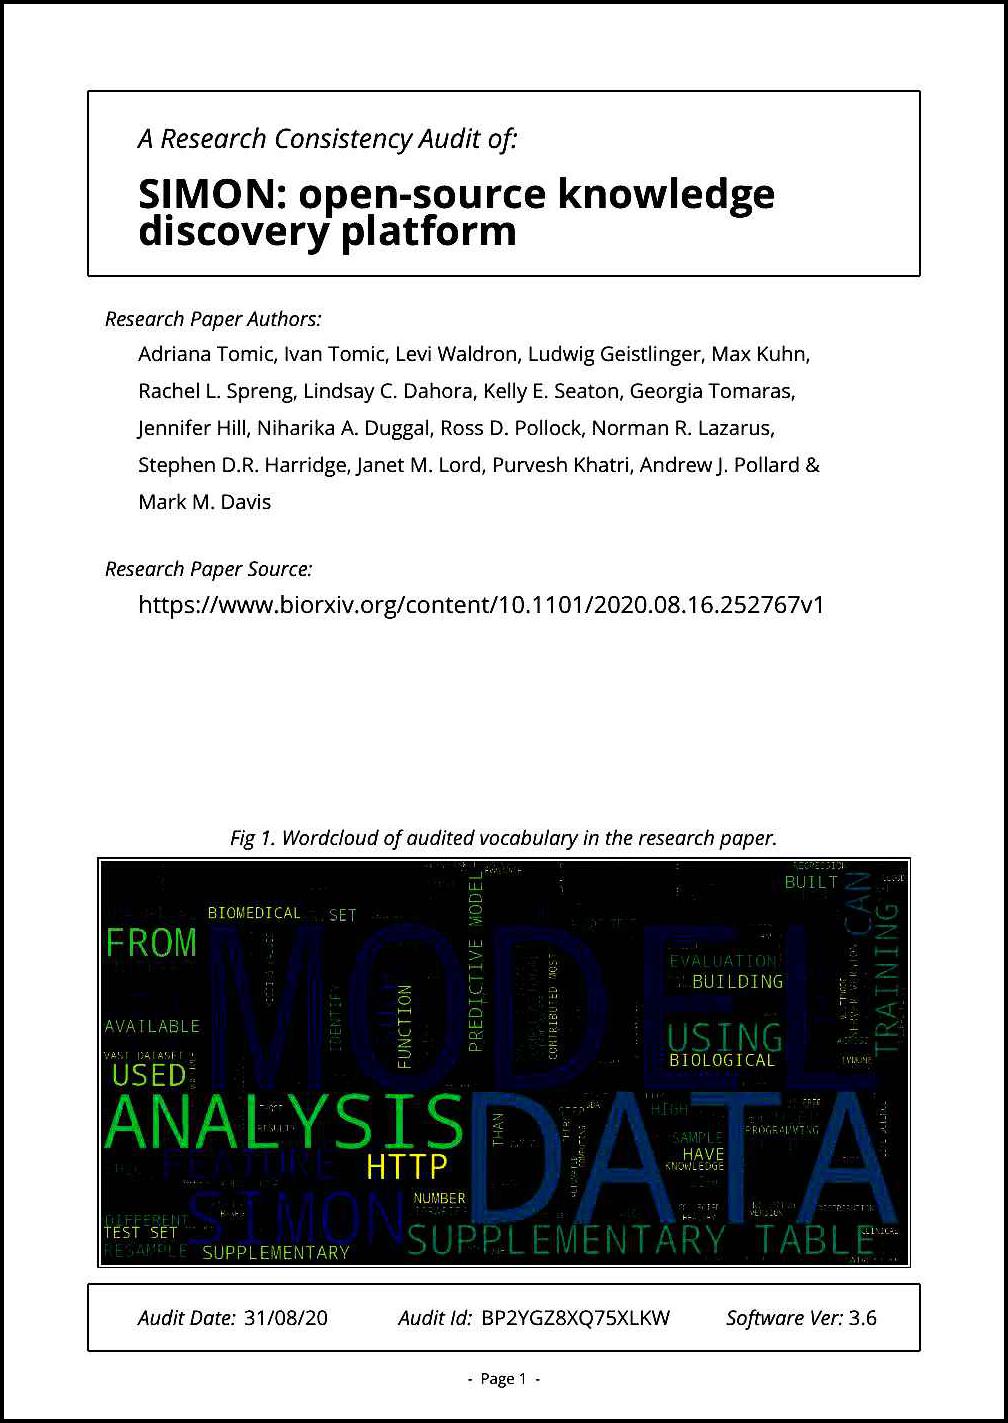 A Research Consistency Audit of:
SIMON: open-source knowledge
discovery platform
Research Paper Authors:
Adriana Tomic, Ivan Tomic, Levi Waldron, Ludwig Geistlinger, Max Kuhn,
Rachel L. Spreng, Lindsay C. Dahora, Kelly E. Seaton, Georgia Tomaras,
Jennifer Hill, Niharika A. Duggal, Ross D. Pollock, Norman R. Lazarus,
Stephen D.R. Harridge, Janet M. Lord, Purvesh Khatri, Andrew J. Pollard &
Mark M. Davis
Research Paper Source:
https://www.biorxiv.org/content/10.1101/2020.08.16.252767v1
Fig 1. Wordcloud of audited vocabulary in the research paper.
BUILT
CAN
BIOMEDICAL
SET
PREDICTIVE MODEL
TRAINING
FROM
MODEL
EVALUATION
BUILDING
IDENTIFY
FUNCTION
CONTRIBUTED MOST
AVAILABLE
USING
VAST DATASET
BIOLOGICAL
USED
ANALYSIS
DATA
THAN
HIGH
PROGRAMMING
SAMPLE
HAVE
KNOWLEDGE
FEATURE
HTTP
SIMON
NUMBER
DIFFERENT
TEST SET
RESAMPLE
SUPPLEMENTARY
SUPPLEMENTARY TABLE
CLINICAL
Audit Date: 31/08/20
Audit Id: BP2YGZ8XQ75XLKW
Software Ver: 3.6
- Page 1 -